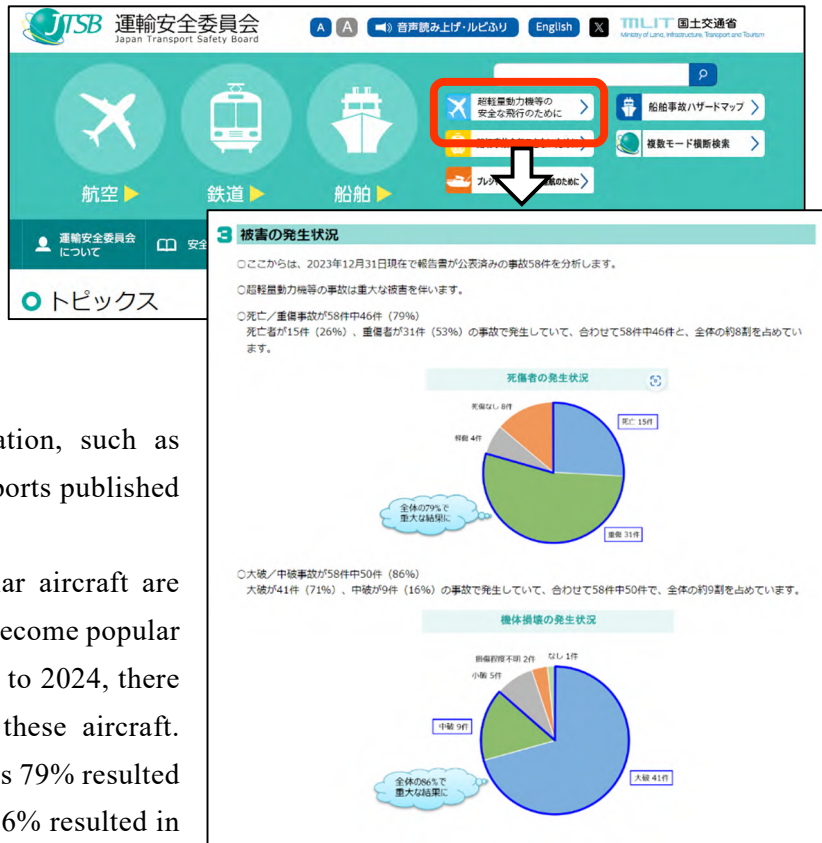 JTSB 運輸安全委員会
Japan Transport Safety Board
A A 音声読み上げ・ルビふり English X MLIT 国土交通省
Ministry of Land, Infrastructure, Transport and Tourism
超軽量動力機等の
安全な飛行のために
船舶事故ハザードマップ
複数モード横断検索
プレジ
航のために
航空
鉄道
船舶
運輸安全委員会
について
安全
トピックス
3 被害の発生状況
○ここからは、2023年12月31日現在で報告書が公表済みの事故58件を分析します。
○超軽量動力機等の事故は重大な被害を伴います。
○死亡／重傷事故が58件中46件（79%）
死亡者が15件（26%）、重傷者が31件（53%）の事故で発生していて、合わせて58件中46件と、全体の約8割を占めてい
ます。
死傷者の発生状況
死傷なし 8件
死亡 15件
軽傷 4件
全体の79%で
重大な結果に
重傷 31件
○大破／中破事故が58件中50件（86%）
大破が41件（71%）、中破が9件（16%）の事故で発生していて、合わせて58件中50件で、全体の約9割を占めています。
機体損壊の発生状況
損傷程度不明 2件 なし 1件
小破 5件
中破 9件
全体の86%で
重大な結果に
大破 41件
ation, such as
ports published
lar aircraft are
ecome popular
to 2024, there
these aircraft.
s 79% resulted
6% resulted in